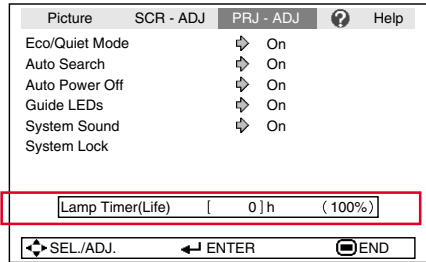 Picture SCR - ADJ PRJ - ADJ ? Help
Eco/Quiet Mode On
Auto Search On
Auto Power Off On
Guide LEDs On
System Sound On
System Lock
Lamp Timer(Life) [ 0] h (100%)
SEL./ADJ. ENTER END